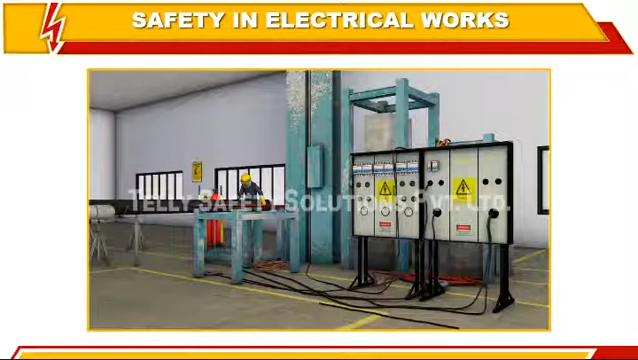 SAFETY IN ELECTRICAL WORKS
TELLY SAFETY SOLUTIONS PVT. LTD